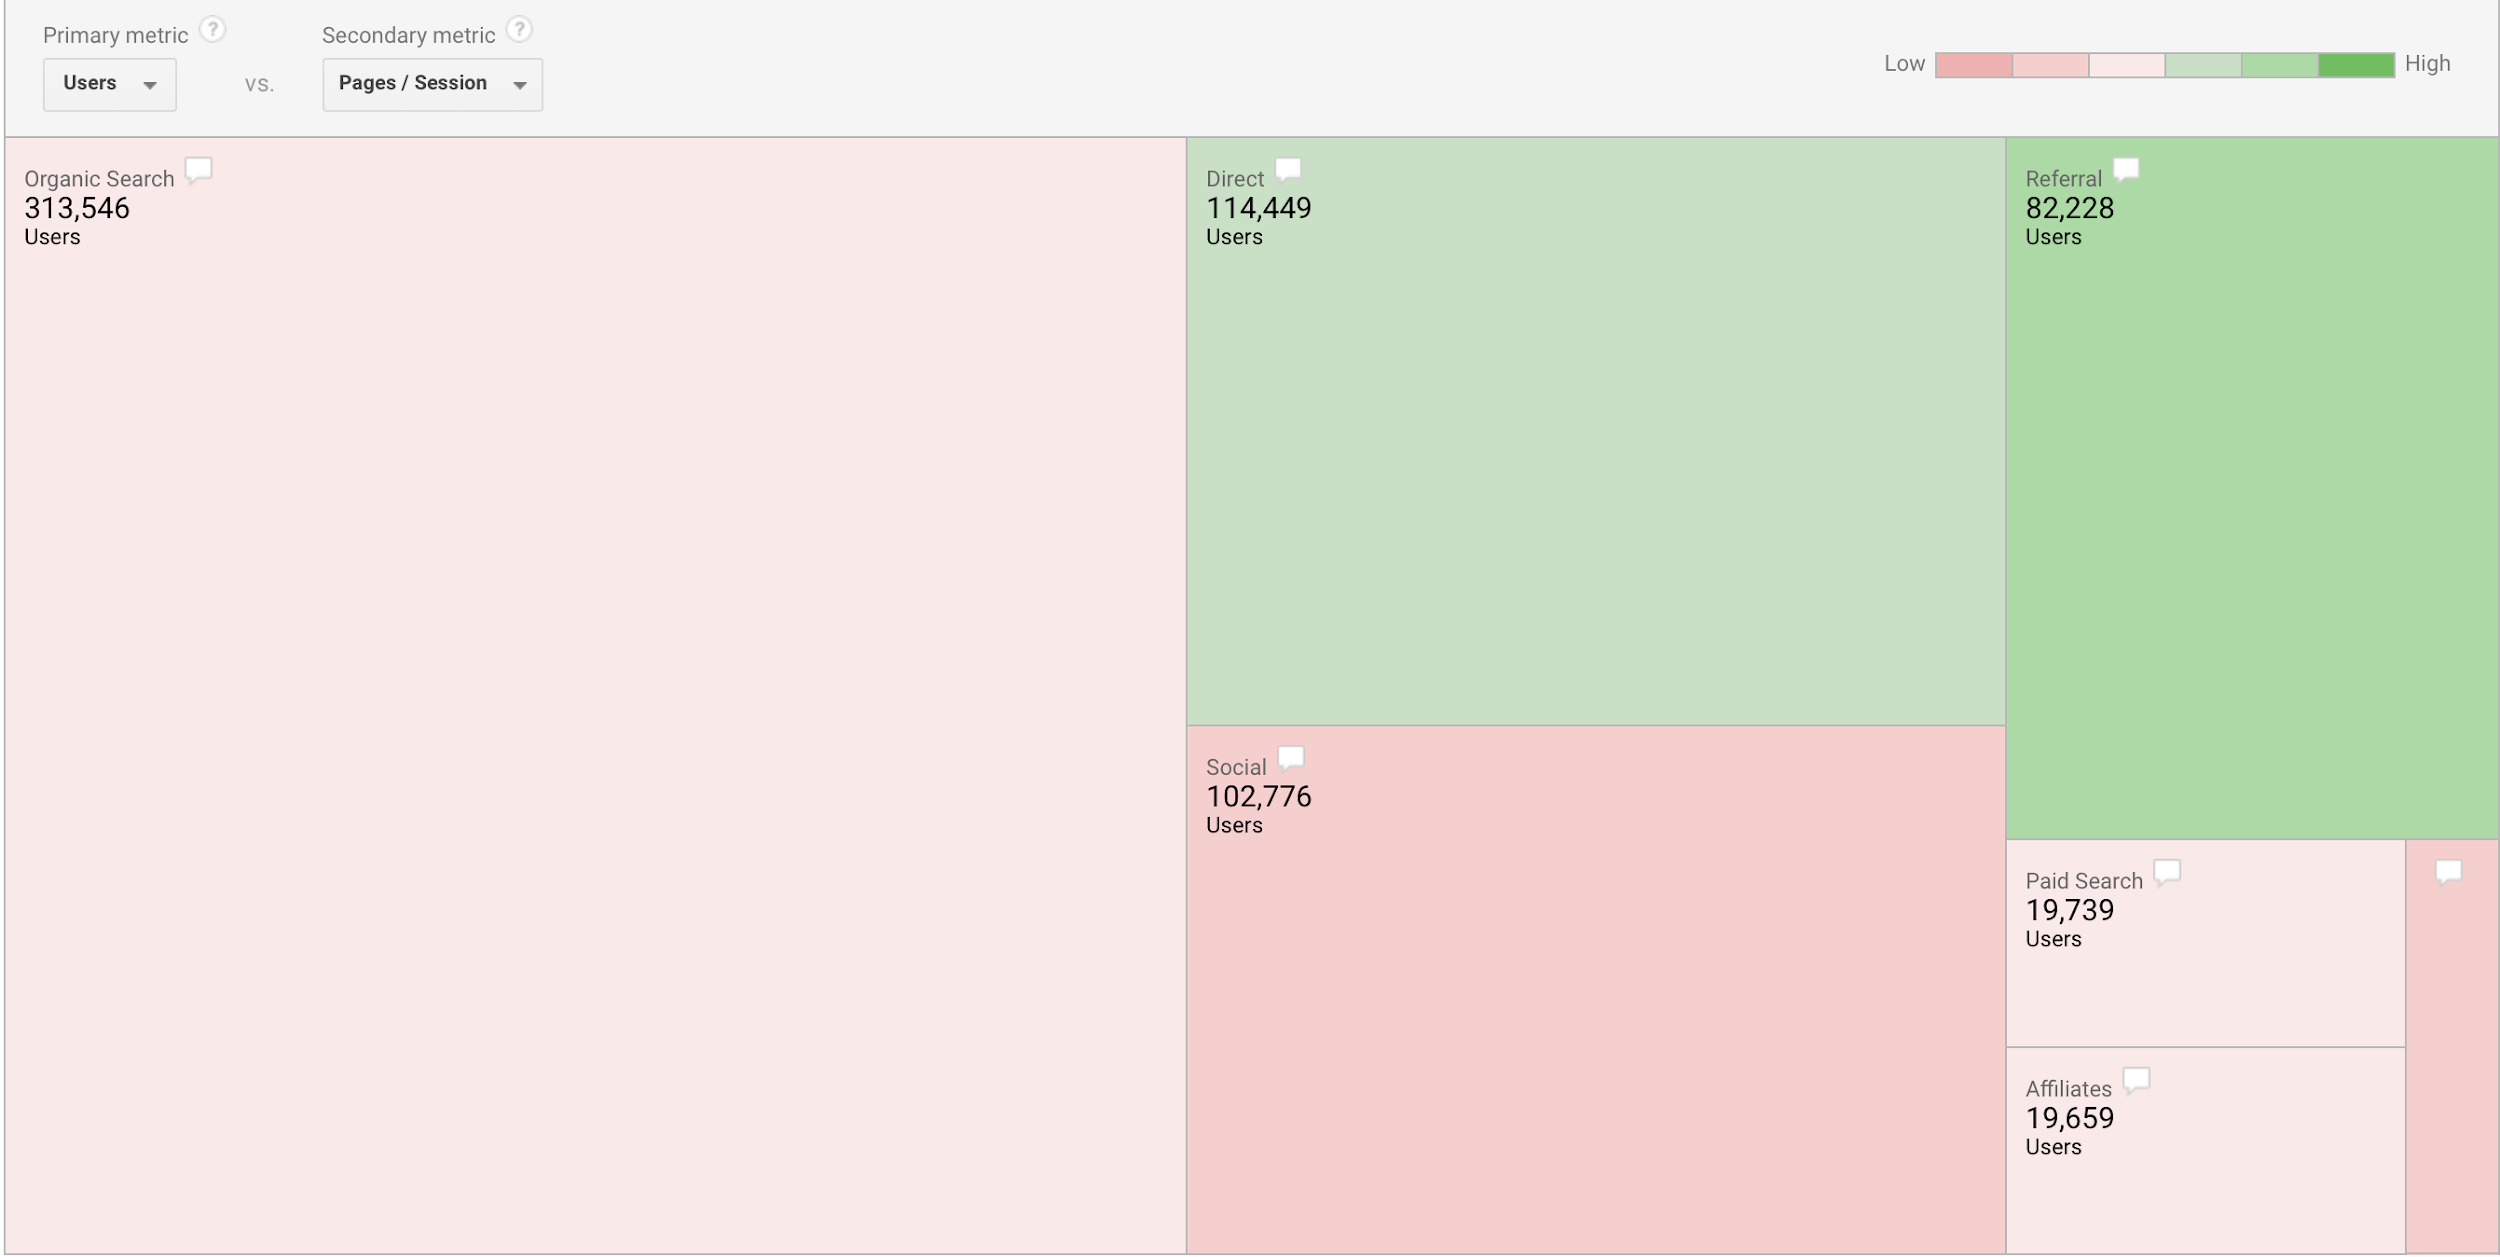 Primary metric ?
Secondary metric ?
Users
VS.
Pages / Session
Low
High
Organic Search
313,546
Users
Direct
114,449
Users
Social
102,776
Users
Referral
82,228
Users
Paid Search
19,739
Users
Affiliates
19,659
Users